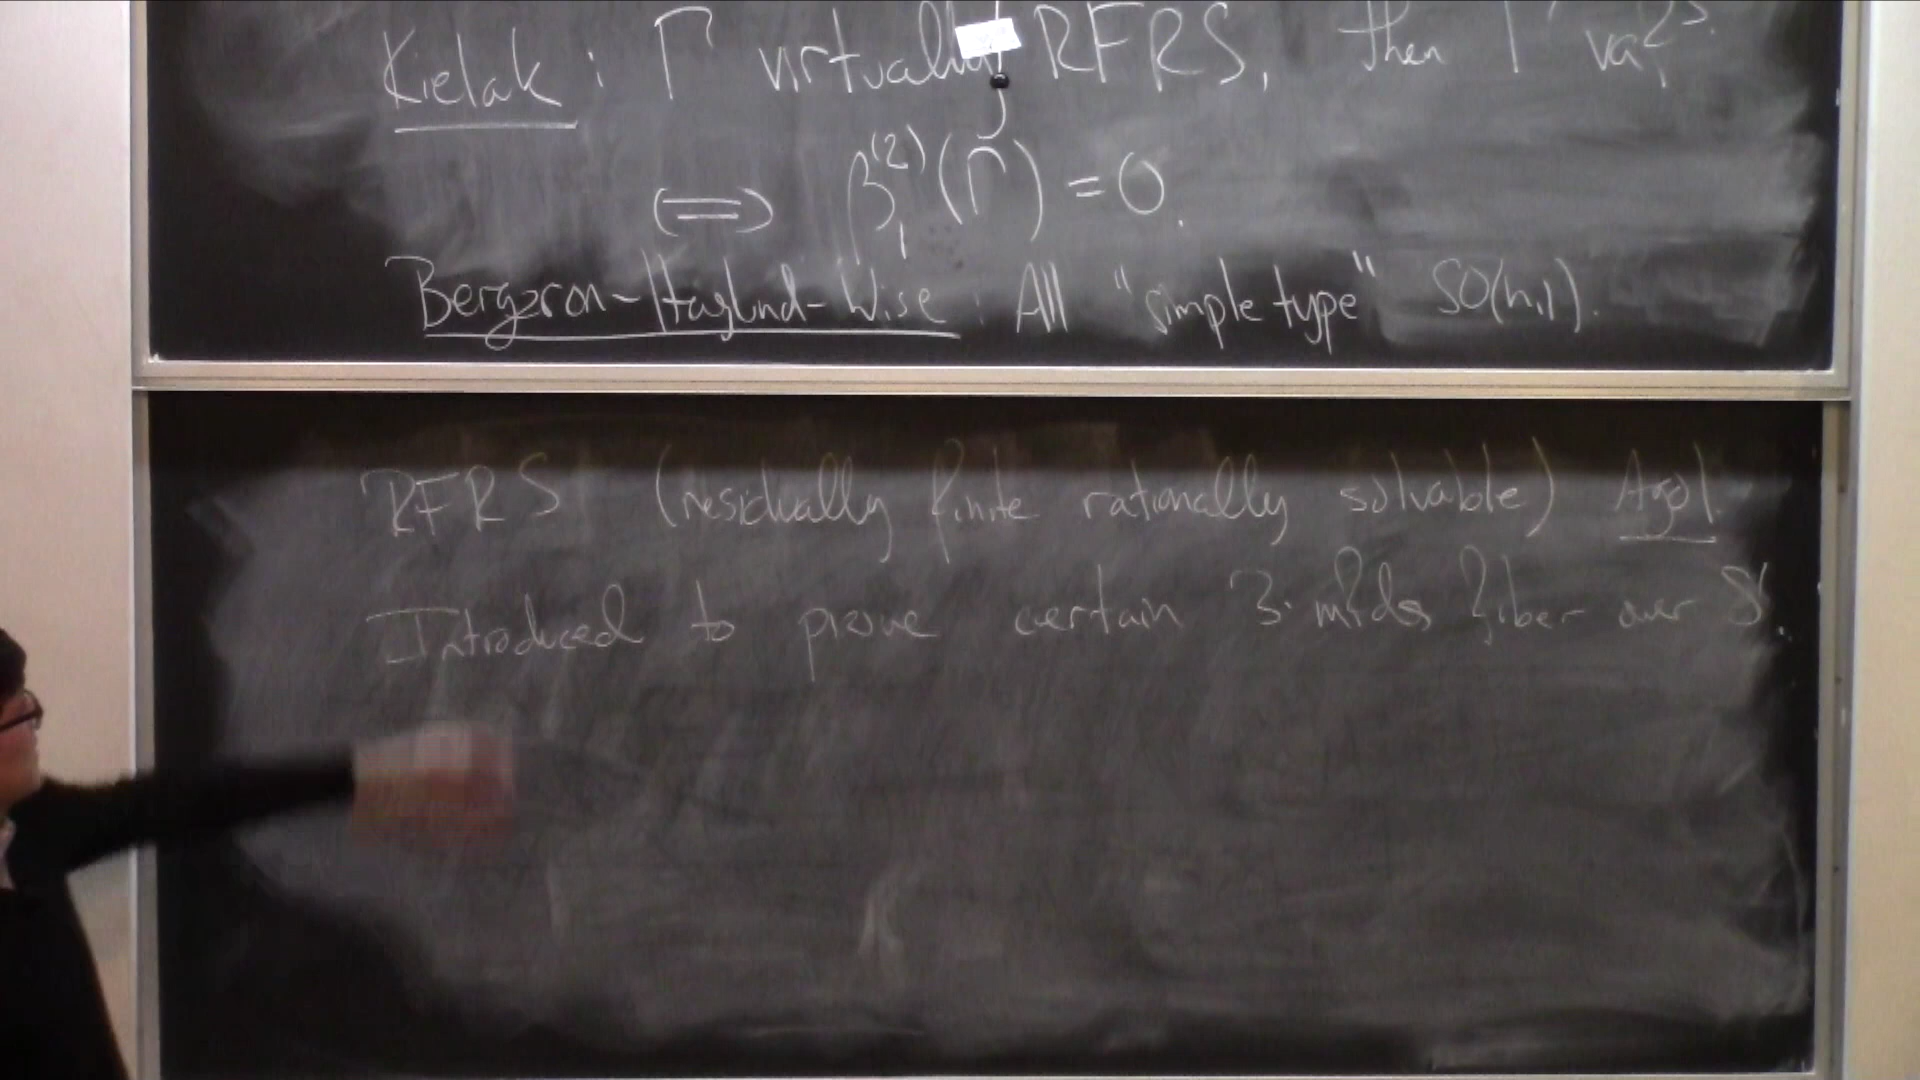 Kielak : Γ virtually RFRS, then Γ vaf
⟺ β₁⁽²⁾(Γ) = 0.
Bergeron-Haglund-Wise : All "simple type" SO(n,1).
RFRS (residually finite rationally solvable) Agol.
Introduced to prove certain 3-mflds fiber over S¹.